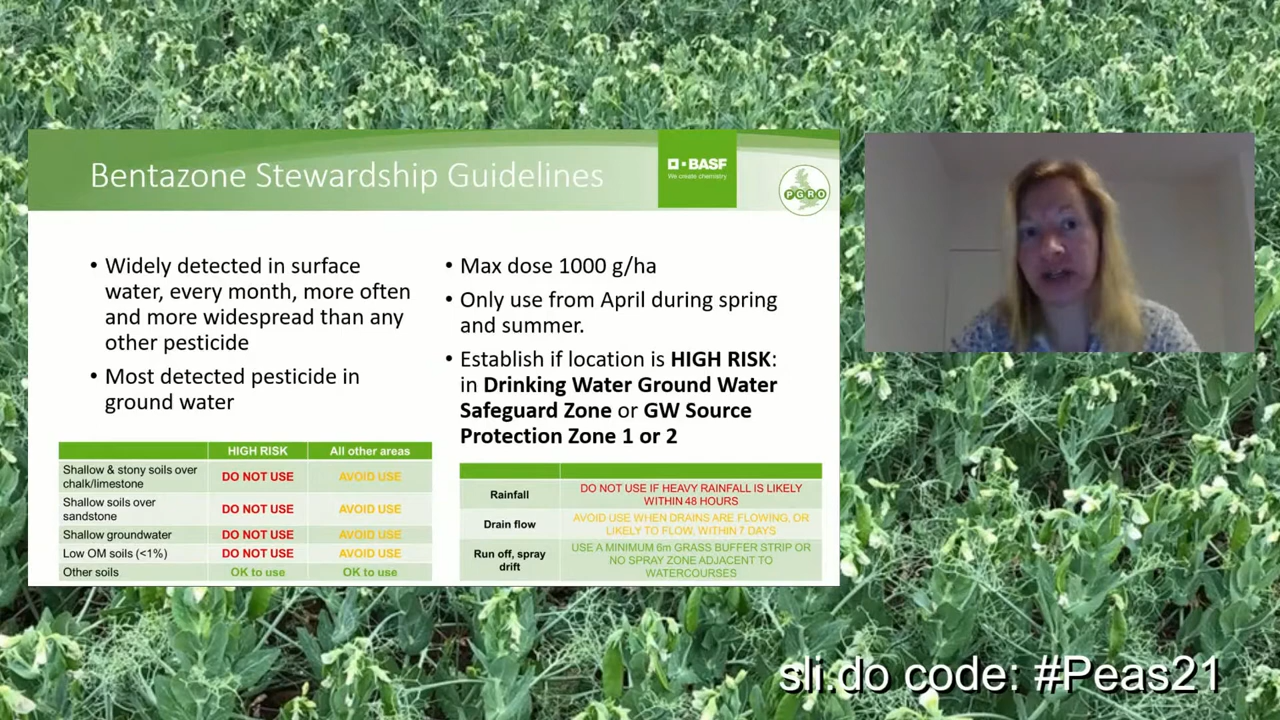 Bentazone Stewardship Guidelines
BASF
We create chemistry
PGRO
• Widely detected in surface
water, every month, more often
and more widespread than any
other pesticide
• Most detected pesticide in
ground water
• Max dose 1000 g/ha
• Only use from April during spring
and summer.
• Establish if location is HIGH RISK:
in Drinking Water Ground Water
Safeguard Zone or GW Source
Protection Zone 1 or 2
HIGH RISK All other areas
Shallow & stony soils over
chalk/limestone DO NOT USE AVOID USE
Shallow soils over
sandstone DO NOT USE AVOID USE
Shallow groundwater DO NOT USE AVOID USE
Low OM soils (<1%) DO NOT USE AVOID USE
Other soils OK to use OK to use
Rainfall DO NOT USE IF HEAVY RAINFALL IS LIKELY
WITHIN 48 HOURS
Drain flow AVOID USE WHEN DRAINS ARE FLOWING, OR
LIKELY TO FLOW, WITHIN 7 DAYS
Run off, spray
drift USE A MINIMUM 6m GRASS BUFFER STRIP OR
NO SPRAY ZONE ADJACENT TO
WATERCOURSES
sli.do code: #Peas21